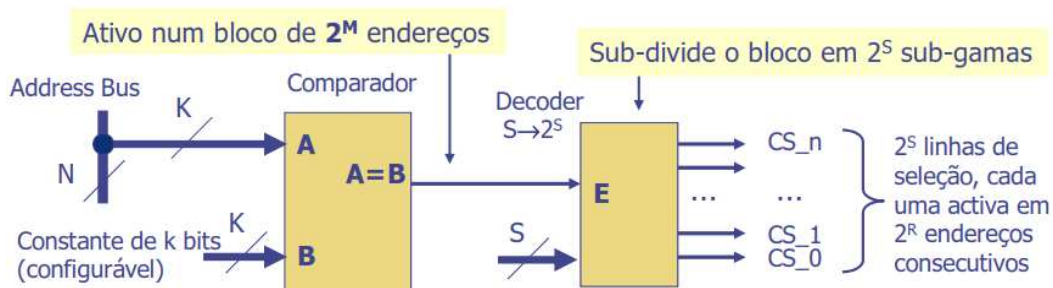 Ativo num bloco de 2^M endereços
Sub-divide o bloco em 2^S sub-gamas
Address Bus
Comparador
Decoder
S→2^S
K
A
A=B
N
E
CS_n
...
...
CS_1
CS_0
2^S linhas de
seleção, cada
uma activa em
2^R endereços
consecutivos
Constante de k bits
(configurável)
K
B
S